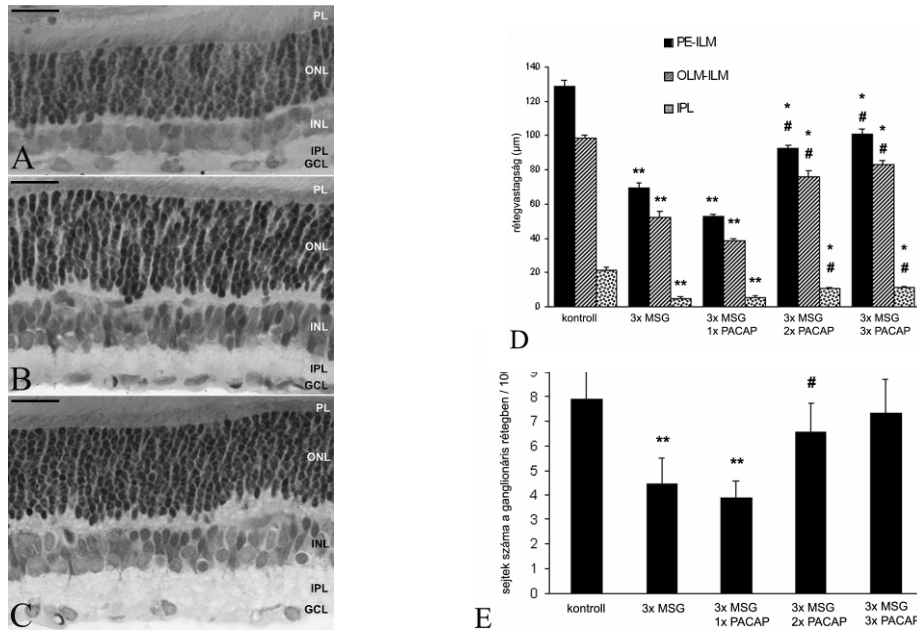 PL
ONL
INL
IPL
GCL
A
PL
ONL
INL
IPL
GCL
B
PL
ONL
INL
IPL
GCL
C
PE-ILM
OLM-ILM
IPL
rétegvastagság (µm)
140
120
100
80
60
40
20
0
** ** **
** ** **
* # * # * #
* # * # * #
kontroll
3x MSG
3x MSG
1x PACAP
3x MSG
2x PACAP
3x MSG
3x PACAP
D
sejtek száma a ganglionáris rétegben /
9
8
7
6
5
4
3
2
1
0
**
**
#
kontroll
3x MSG
3x MSG
1x PACAP
3x MSG
2x PACAP
3x MSG
3x PACAP
E